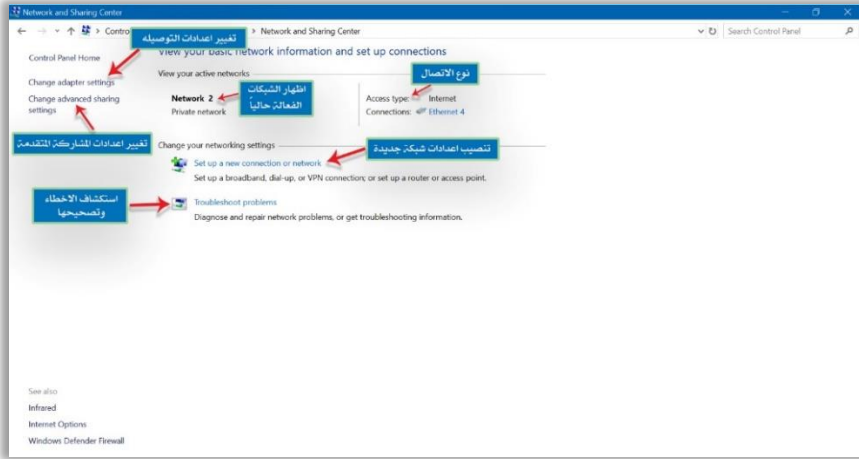 Network and Sharing Center
تغيير اعدادات التوصيله
Network and Sharing Center
Search Control Panel
Control Panel Home
View your basic network information and set up connections
View your active networks
نوع الاتصال
Change adapter settings
Change advanced sharing
settings
Network 2
Private network
اظهار الشبكات
الفعالة حالياً
Access type:
Internet
Connections:
Ethernet 4
تغيير اعدادات المشاركة المتقدمة
Change your networking settings
تنصيب اعدادات شبكة جديدة
Set up a new connection or network
Set up a broadband, dial-up, or VPN connection; or set up a router or access point.
استكشاف الاخطاء
وتصحيحها
Troubleshoot problems
Diagnose and repair network problems, or get troubleshooting information.
See also
Infrared
Internet Options
Windows Defender Firewall